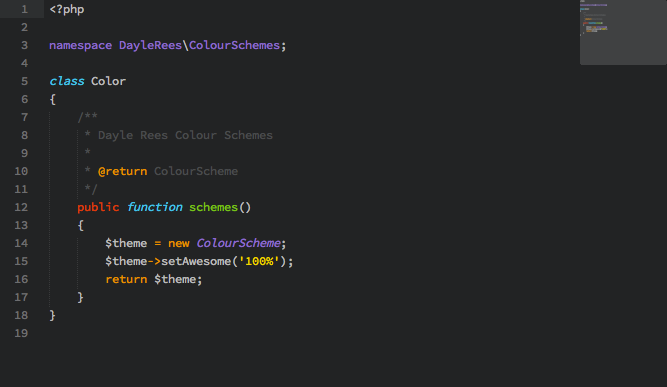 1 <?php
2
3 namespace DayleRees\ColourSchemes;
4
5 class Color
6 {
7     /**
8      * Dayle Rees Colour Schemes
9      *
10      * @return ColourScheme
11      */
12     public function schemes()
13     {
14         $theme = new ColourScheme;
15         $theme->setAwesome('100%');
16         return $theme;
17     }
18 }
19